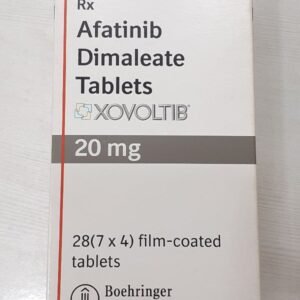 Rx
Afatinib
Dimaleate
Tablets
XOVOLTIB
20 mg
28(7 x 4) film-coated
tablets
Boehringer